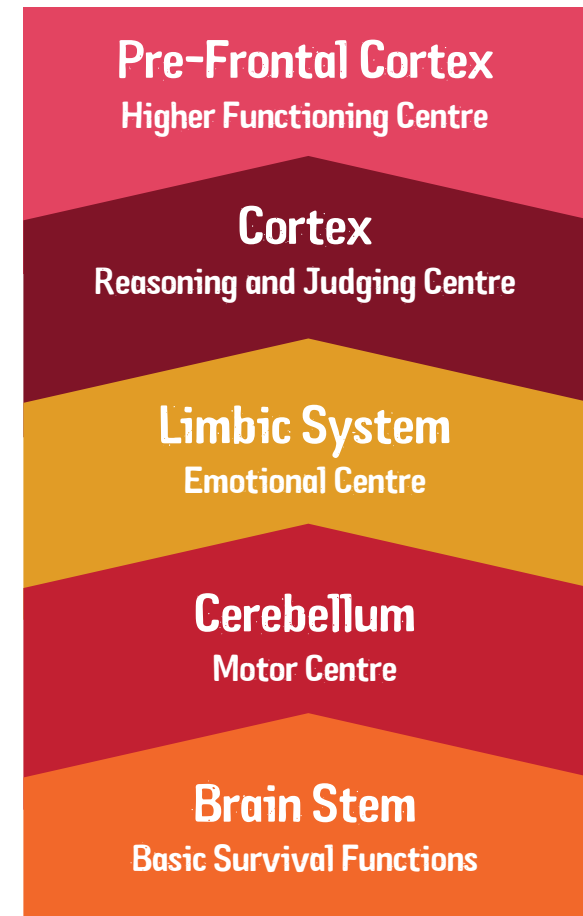 Pre-Frontal Cortex
Higher Functioning Centre
Cortex
Reasoning and Judging Centre
Limbic System
Emotional Centre
Cerebellum
Motor Centre
Brain Stem
Basic Survival Functions